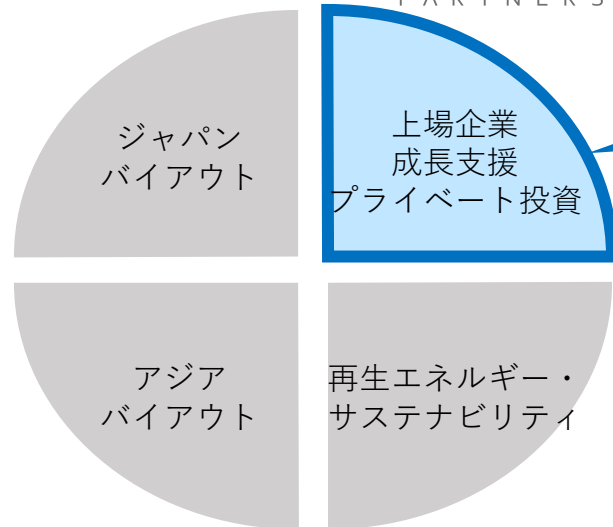 PARTNERS
ジャパン
バイアウト
上場企業
成長支援
プライベート投資
アジア
バイアウト
再生エネルギー・
サステナビリティ